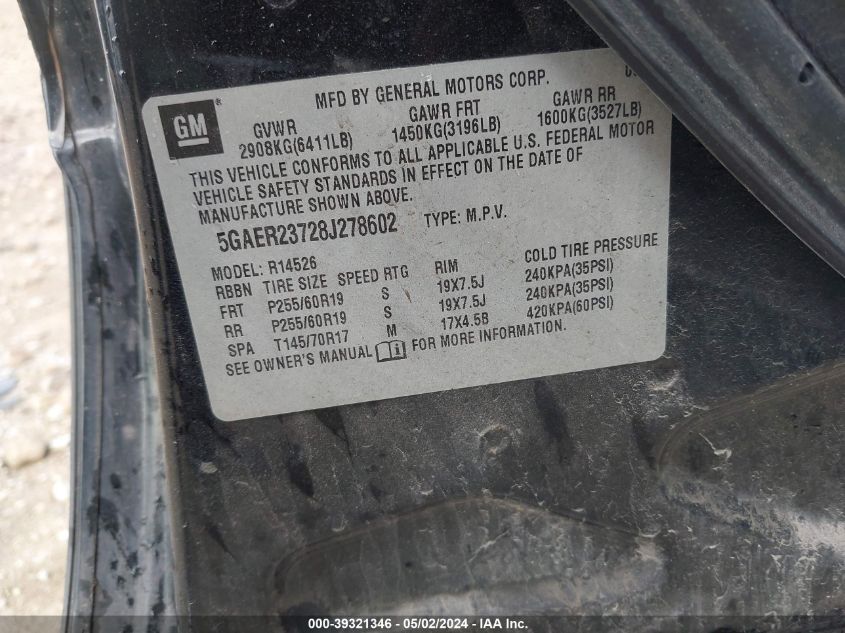 MFD BY GENERAL MOTORS CORP.
GM ®
GVWR GAWR FRT GAWR RR
2908KG(6411LB) 1450KG(3196LB) 1600KG(3527LB)
THIS VEHICLE CONFORMS TO ALL APPLICABLE U.S. FEDERAL MOTOR
VEHICLE SAFETY STANDARDS IN EFFECT ON THE DATE OF
MANUFACTURE SHOWN ABOVE.
5GAER23728J278602 TYPE: M.P.V.
MODEL: R14526
RBBN TIRE SIZE SPEED RTG RIM COLD TIRE PRESSURE
FRT P255/60R19 S 19X7.5J 240KPA(35PSI)
RR P255/60R19 S 19X7.5J 240KPA(35PSI)
SPA T145/70R17 M 17X4.5B 420KPA(60PSI)
SEE OWNER'S MANUAL FOR MORE INFORMATION.
000-39321346 - 05/02/2024 - IAA Inc.